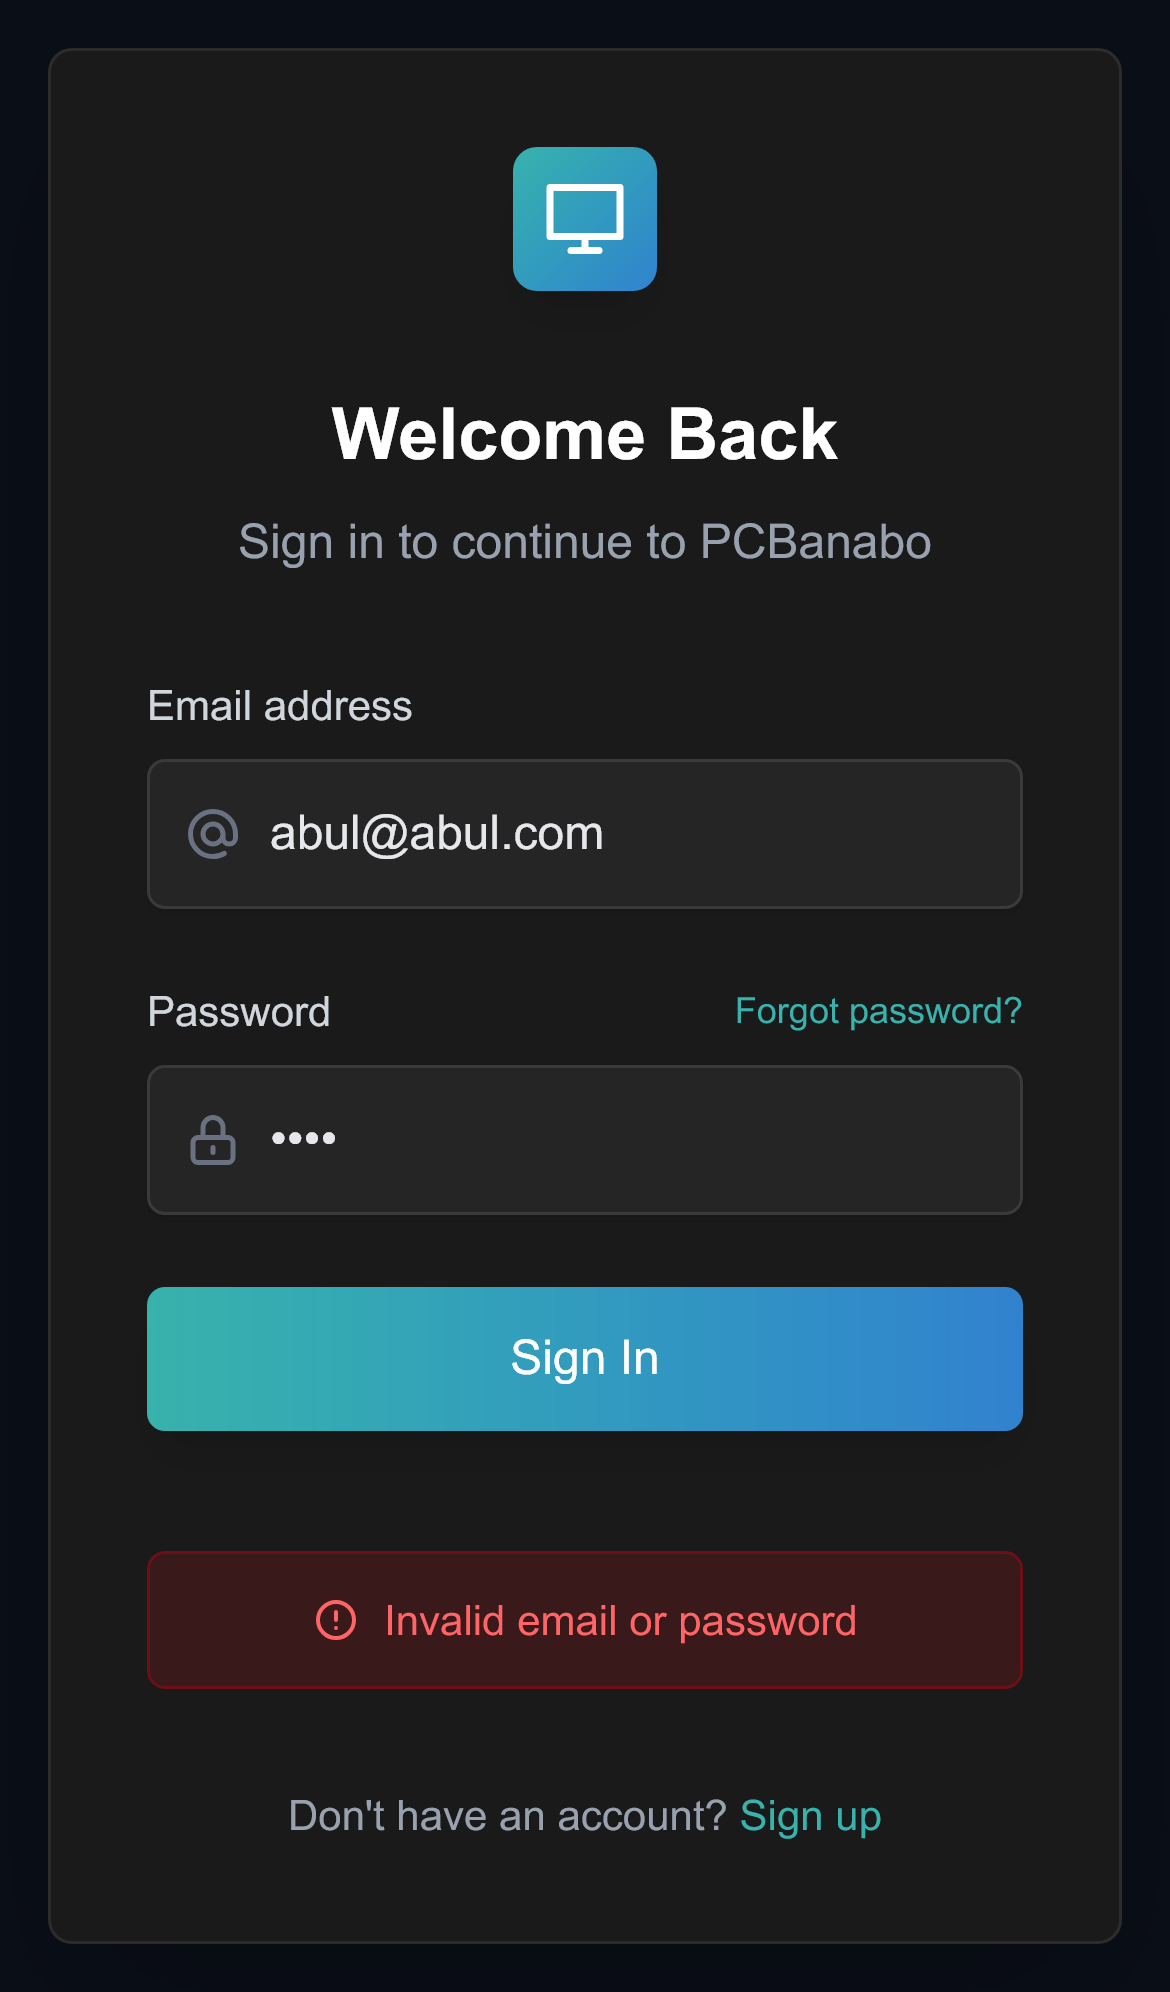 Welcome Back
Sign in to continue to PCBanabo
Email address
abul@abul.com
Password
Forgot password?
••••
Sign In
Invalid email or password
Don't have an account? Sign up